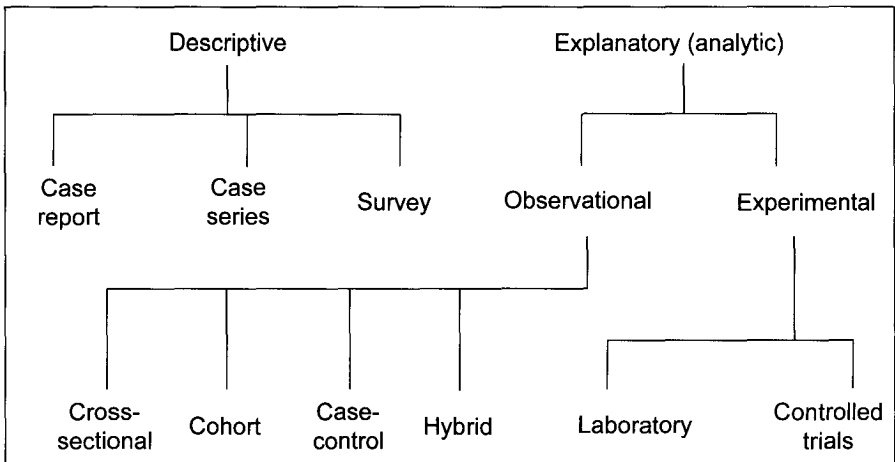 Descriptive
Explanatory (analytic)
Case
report
Case
series
Survey
Observational
Experimental
Cross-
sectional
Cohort
Case-
control
Hybrid
Laboratory
Controlled
trials